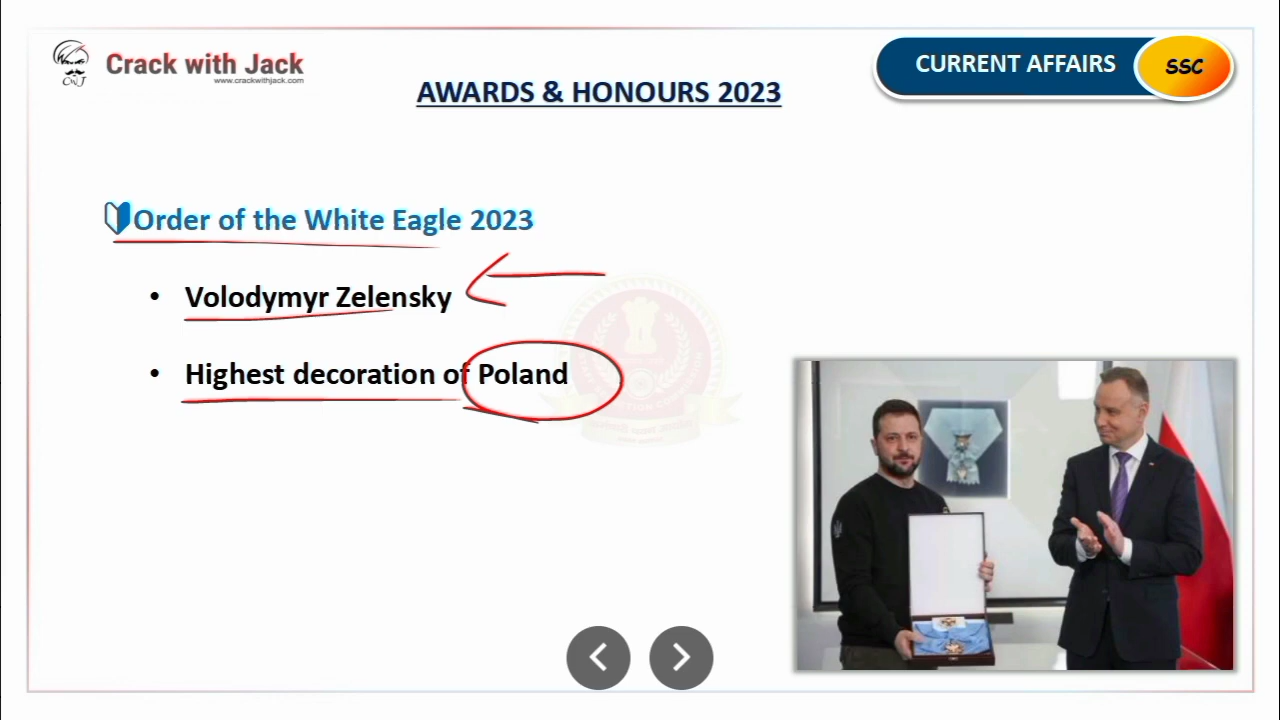 Crack with Jack
www.crackwithjack.com
CwJ
CURRENT AFFAIRS
SSC
AWARDS & HONOURS 2023
Order of the White Eagle 2023
• Volodymyr Zelensky
• Highest decoration of Poland